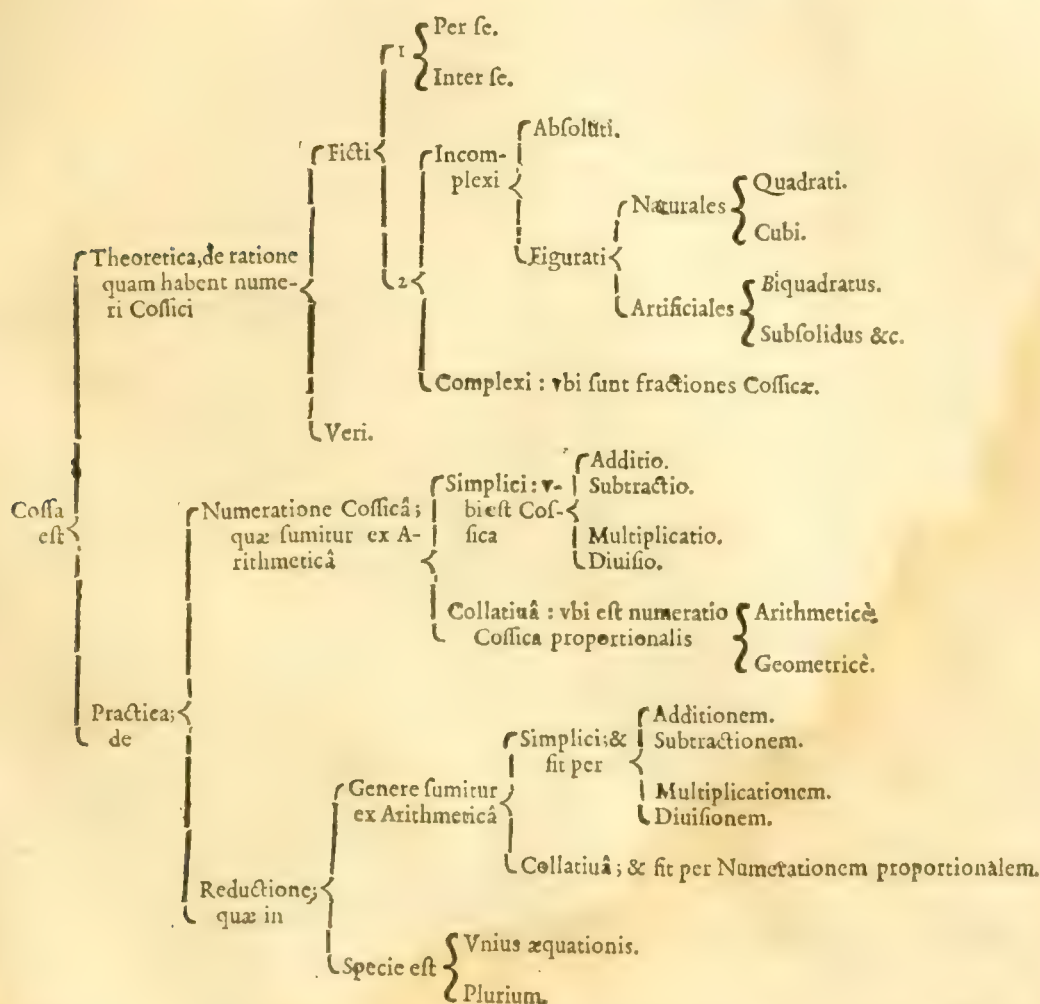 Per ſe.
1
Inter ſe.
Ficti
Incom-
plexi
Abſoluti.
Naturales
Quadrati.
Cubi.
2
Figurati
Artificiales
Biquadratus.
Subſolidus &c.
Complexi : vbi ſunt fractiones Coſſicæ.
Theoretica, de ratione
quam habent nume-
ri Coſſici
Veri.
Coſſa
eſt
Numeratione Coſſicâ;
quæ ſumitur ex A-
rithmeticâ
Simplici : v-
bi eſt Coſ-
ſica
Additio.
Subtractio.
Multiplicatio.
Diuiſio.
Collatiuâ : vbi eſt numeratio
Coſſica proportionalis
Arithmeticè.
Geometricè.
Practica;
de
Reductione;
quæ in
Genere ſumitur
ex Arithmeticâ
Simplici; &
fit per
Additionem.
Subtractionem.
Multiplicationem.
Diuiſionem.
Collatiuâ ; & fit per Numerationem proportionalem.
Specie eſt
Vnius æquationis.
Plurium.